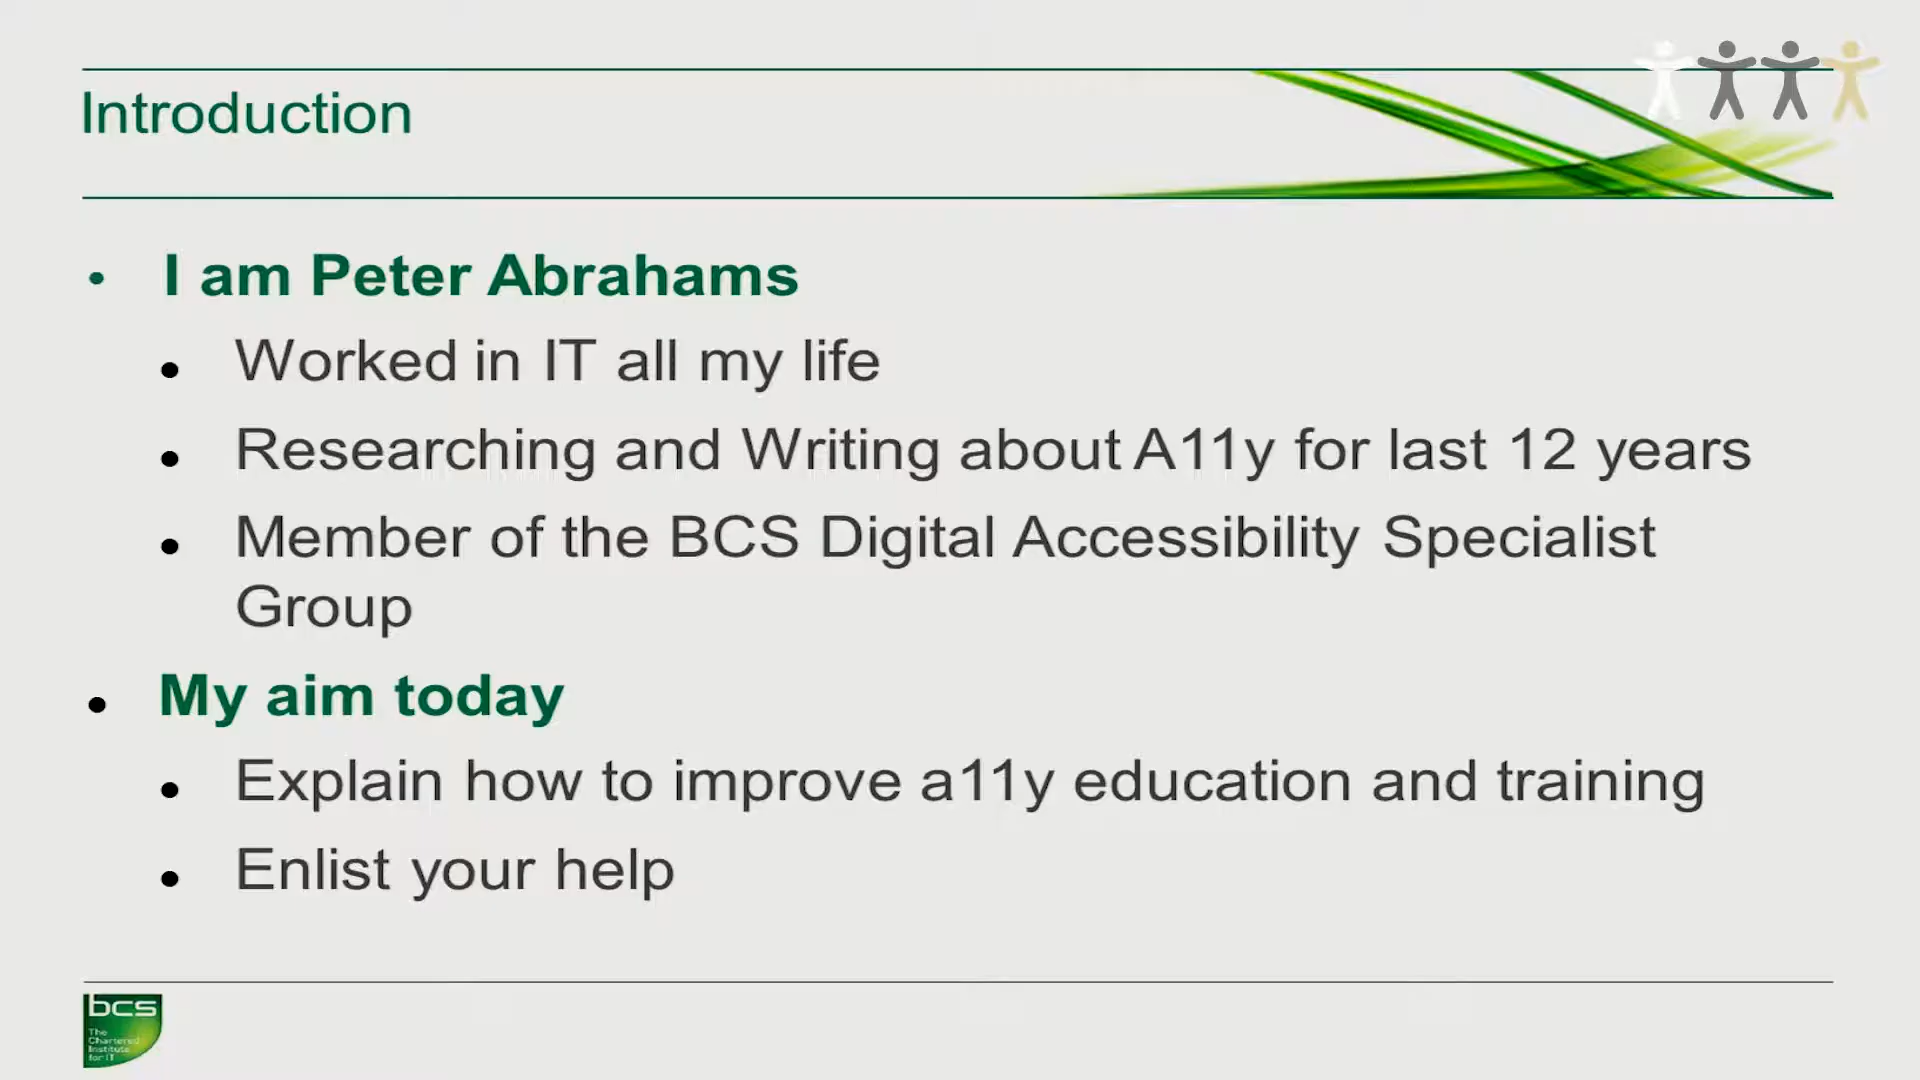 Introduction
• I am Peter Abrahams
• Worked in IT all my life
• Researching and Writing about A11y for last 12 years
• Member of the BCS Digital Accessibility Specialist
Group
• My aim today
• Explain how to improve a11y education and training
• Enlist your help
bcs
The
Chartered
Institute
for IT